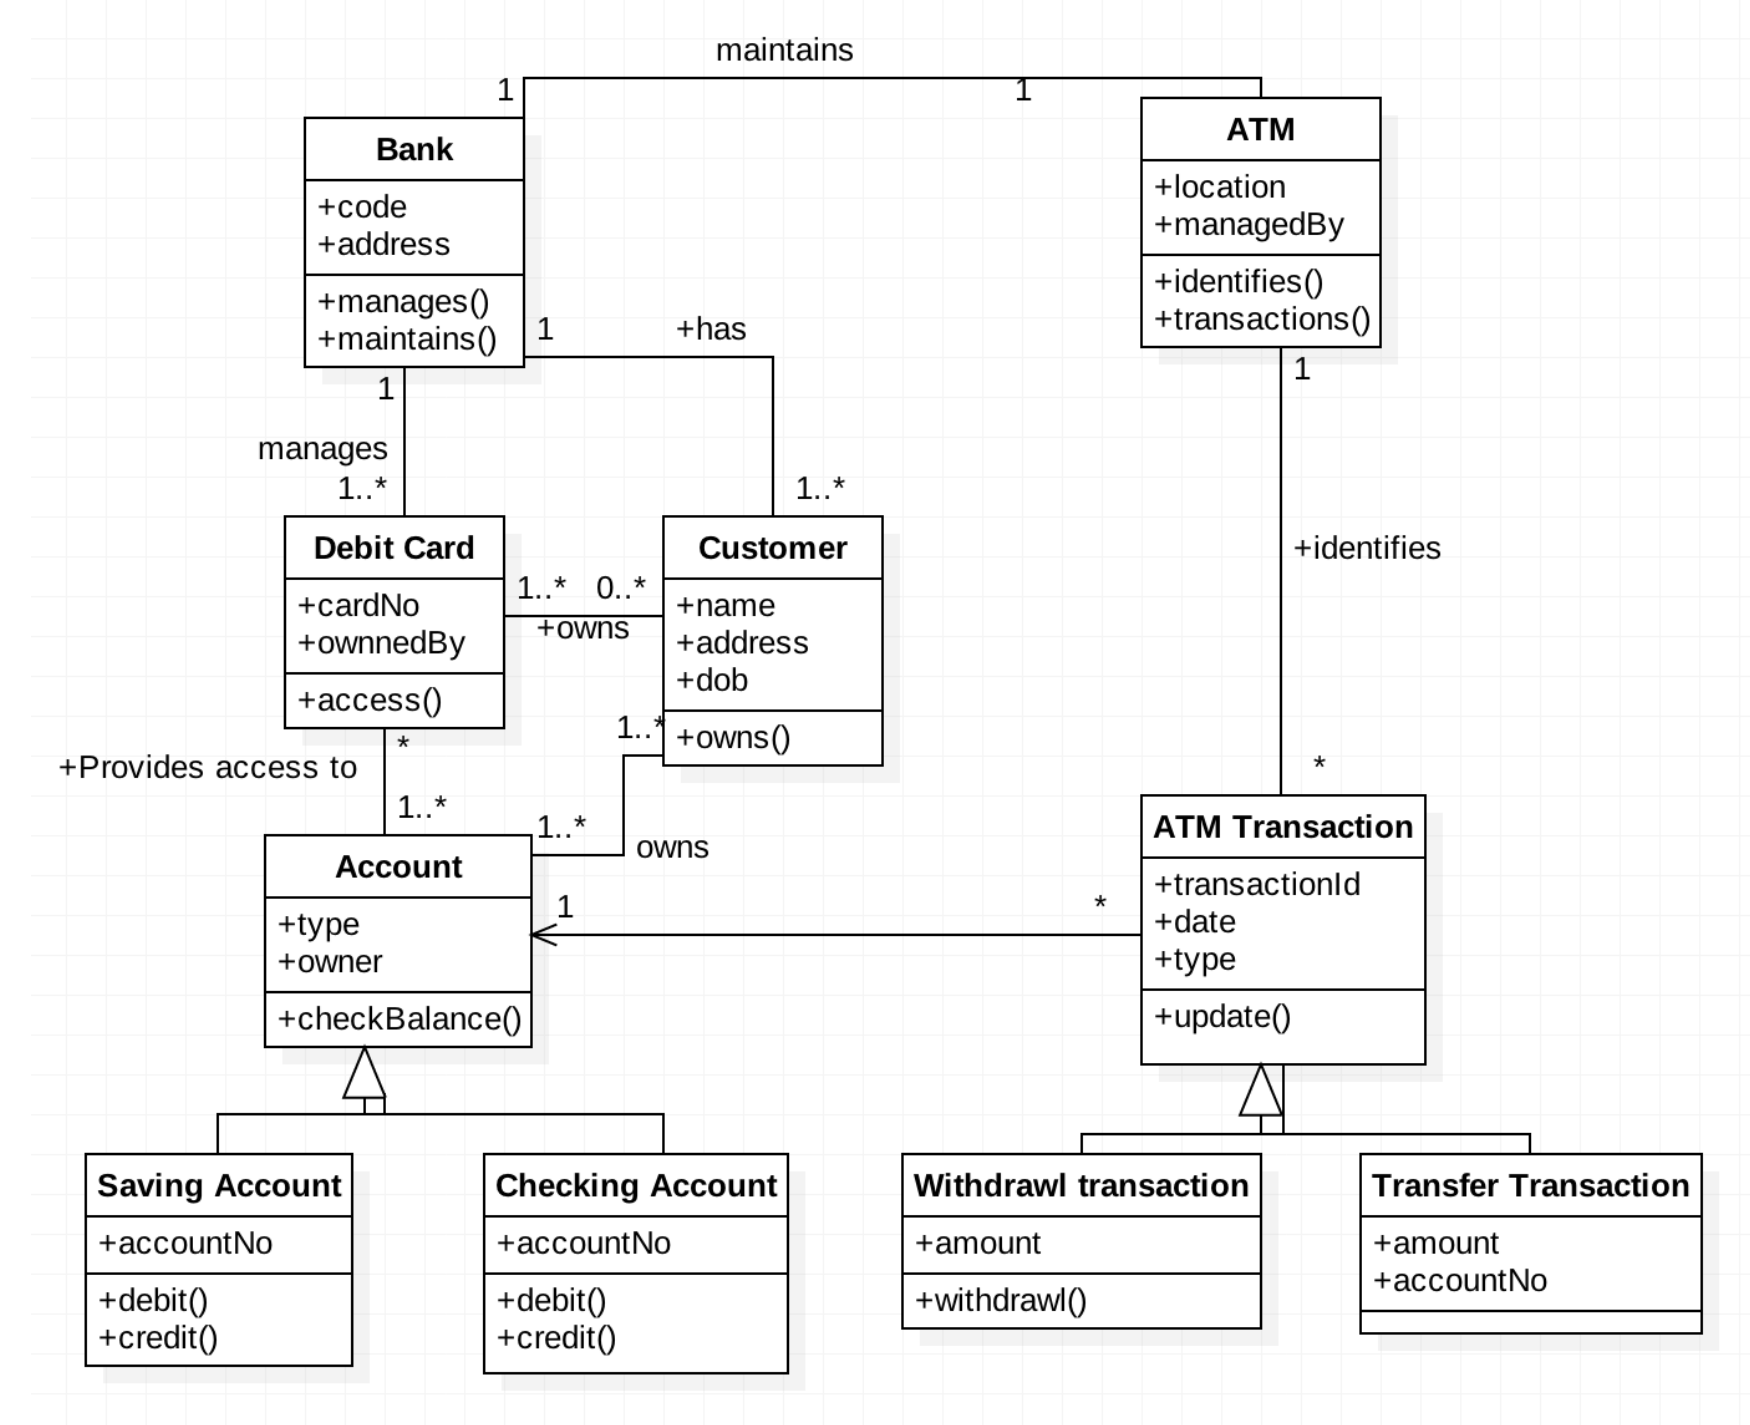 maintains
1
1
Bank
+code
+address
+manages()
+maintains()
ATM
+location
+managedBy
+identifies()
+transactions()
1
+has
1
1
manages
1..*
1..*
Debit Card
+cardNo
+ownnedBy
+access()
1..*
0..*
+owns
Customer
+name
+address
+dob
+owns()
+identifies
*
+Provides access to
1..*
1..*
1..*
owns
*
Account
+type
+owner
+checkBalance()
1
*
ATM Transaction
+transactionId
+date
+type
+update()
Saving Account
+accountNo
+debit()
+credit()
Checking Account
+accountNo
+debit()
+credit()
Withdrawl transaction
+amount
+withdrawl()
Transfer Transaction
+amount
+accountNo